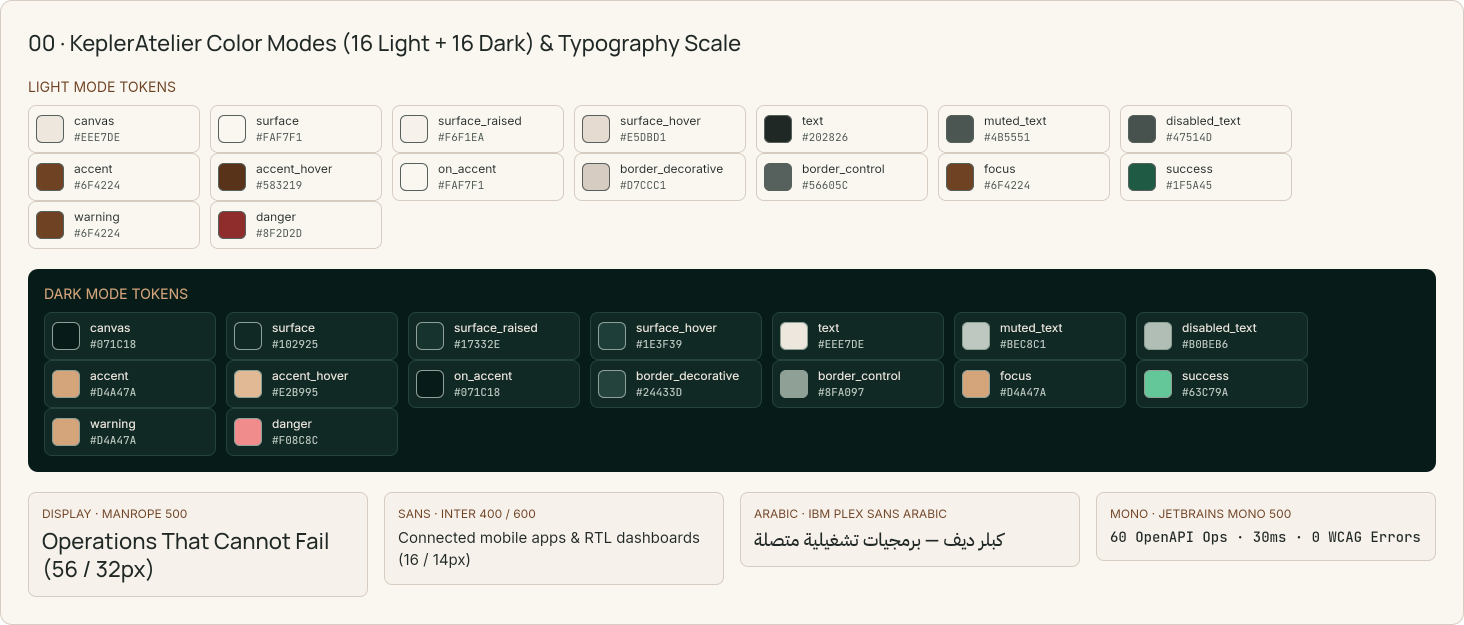 00 · KeplerAtelier Color Modes (16 Light + 16 Dark) & Typography Scale
LIGHT MODE TOKENS
canvas
#EEE7DE
surface
#FAF7F1
surface_raised
#F6F1EA
surface_hover
#E5DBD1
text
#202826
muted_text
#4B5551
disabled_text
#47514D
accent
#6F4224
accent_hover
#583219
on_accent
#FAF7F1
border_decorative
#D7CCC1
border_control
#56605C
focus
#6F4224
success
#1F5A45
warning
#6F4224
danger
#8F2D2D
DARK MODE TOKENS
canvas
#071C18
surface
#102925
surface_raised
#17332E
surface_hover
#1E3F39
text
#EEE7DE
muted_text
#BEC8C1
disabled_text
#B0BEB6
accent
#D4A47A
accent_hover
#E2B995
on_accent
#071C18
border_decorative
#24433D
border_control
#8FA097
focus
#D4A47A
success
#63C79A
warning
#D4A47A
danger
#F08C8C
DISPLAY · MANROPE 500
Operations That Cannot Fail
(56 / 32px)
SANS · INTER 400 / 600
Connected mobile apps & RTL dashboards
(16 / 14px)
ARABIC · IBM PLEX SANS ARABIC
كبلر ديف — برمجيات تشغيلية متصلة
MONO · JETBRAINS MONO 500
60 OpenAPI Ops · 30ms · 0 WCAG Errors